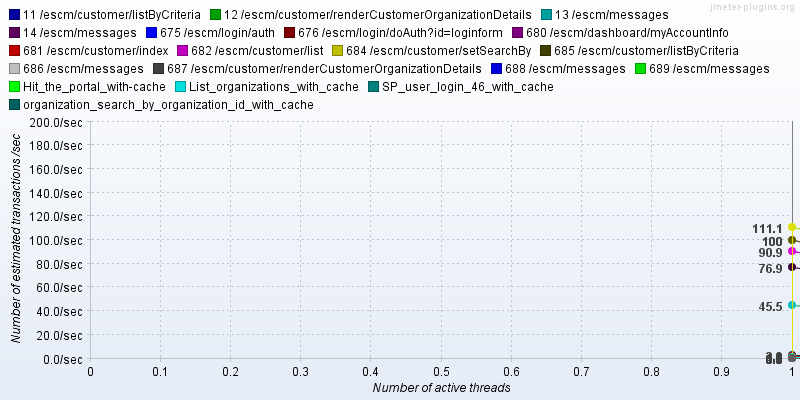 jmeter-plugins.org
11 /escm/customer/listByCriteria 12 /escm/customer/renderCustomerOrganizationDetails 13 /escm/messages
14 /escm/messages 675 /escm/login/auth 676 /escm/login/doAuth?id=loginform 680 /escm/dashboard/myAccountInfo
681 /escm/customer/index 682 /escm/customer/list 684 /escm/customer/setSearchBy 685 /escm/customer/listByCriteria
686 /escm/messages 687 /escm/customer/renderCustomerOrganizationDetails 688 /escm/messages 689 /escm/messages
Hit_the_portal_with-cache List_organizations_with_cache SP_user_login_46_with_cache
organization_search_by_organization_id_with_cache
Number of estimated transactions /sec
200.0/sec
180.0/sec
160.0/sec
140.0/sec
120.0/sec
100.0/sec
80.0/sec
60.0/sec
40.0/sec
20.0/sec
0.0/sec
111.1
100
90.9
76.9
45.5
0 0.1 0.2 0.3 0.4 0.5 0.6 0.7 0.8 0.9 1
Number of active threads